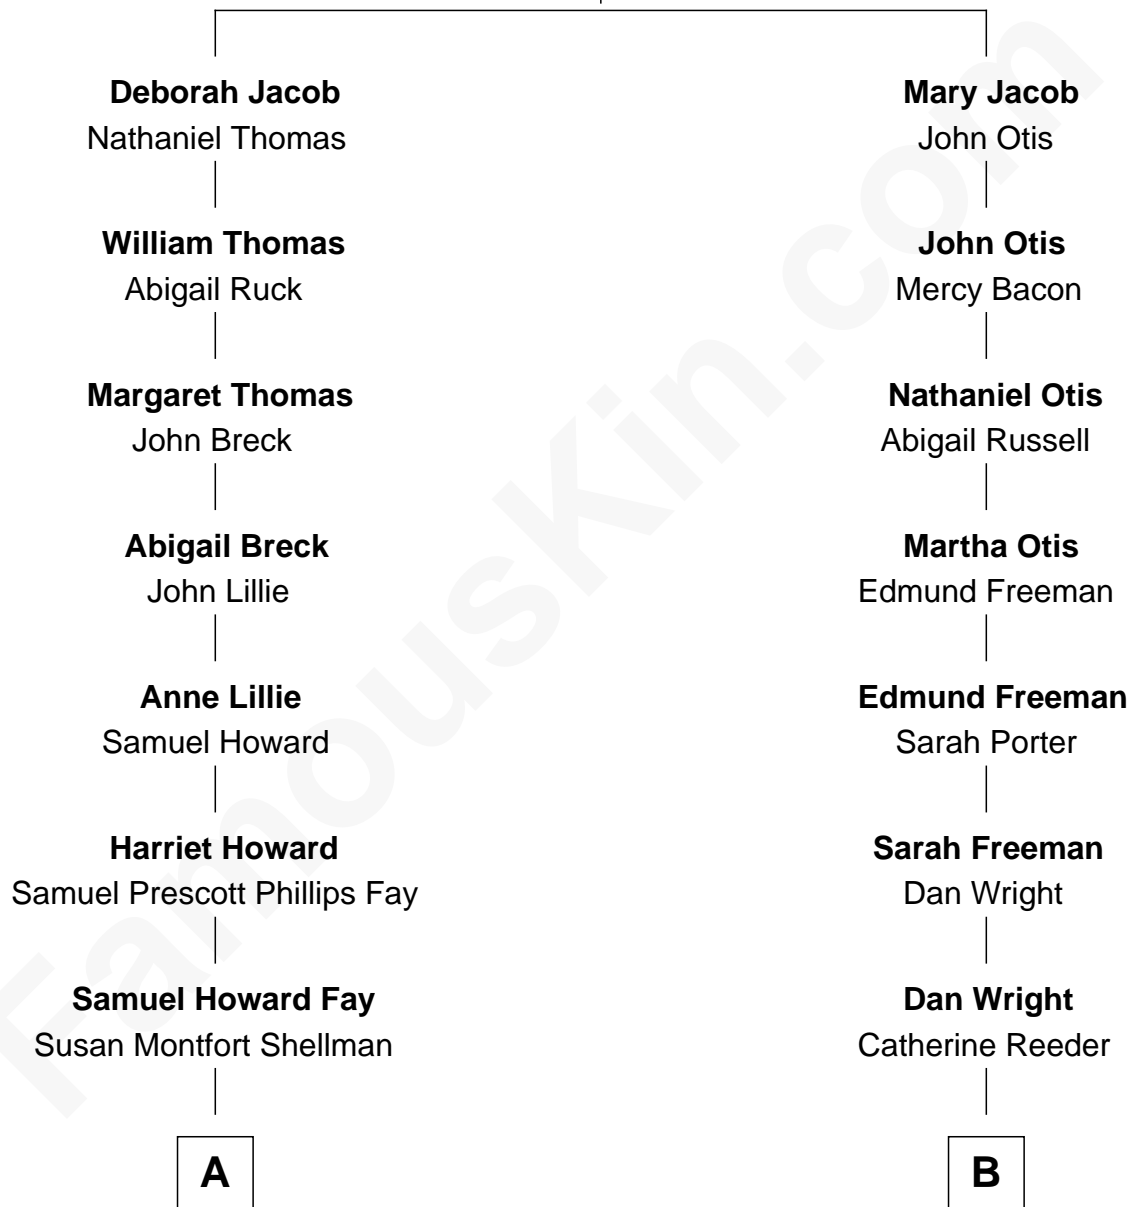 Deborah Jacob
Nathaniel Thomas
William Thomas
Abigail Ruck
Margaret Thomas
John Breck
Abigail Breck
John Lillie
Anne Lillie
Samuel Howard
Harriet Howard
Samuel Prescott Phillips Fay
Samuel Howard Fay
Susan Montfort Shellman
A
Mary Jacob
John Otis
John Otis
Mercy Bacon
Nathaniel Otis
Abigail Russell
Martha Otis
Edmund Freeman
Edmund Freeman
Sarah Porter
Sarah Freeman
Dan Wright
Dan Wright
Catherine Reeder
B
FamousKin.com